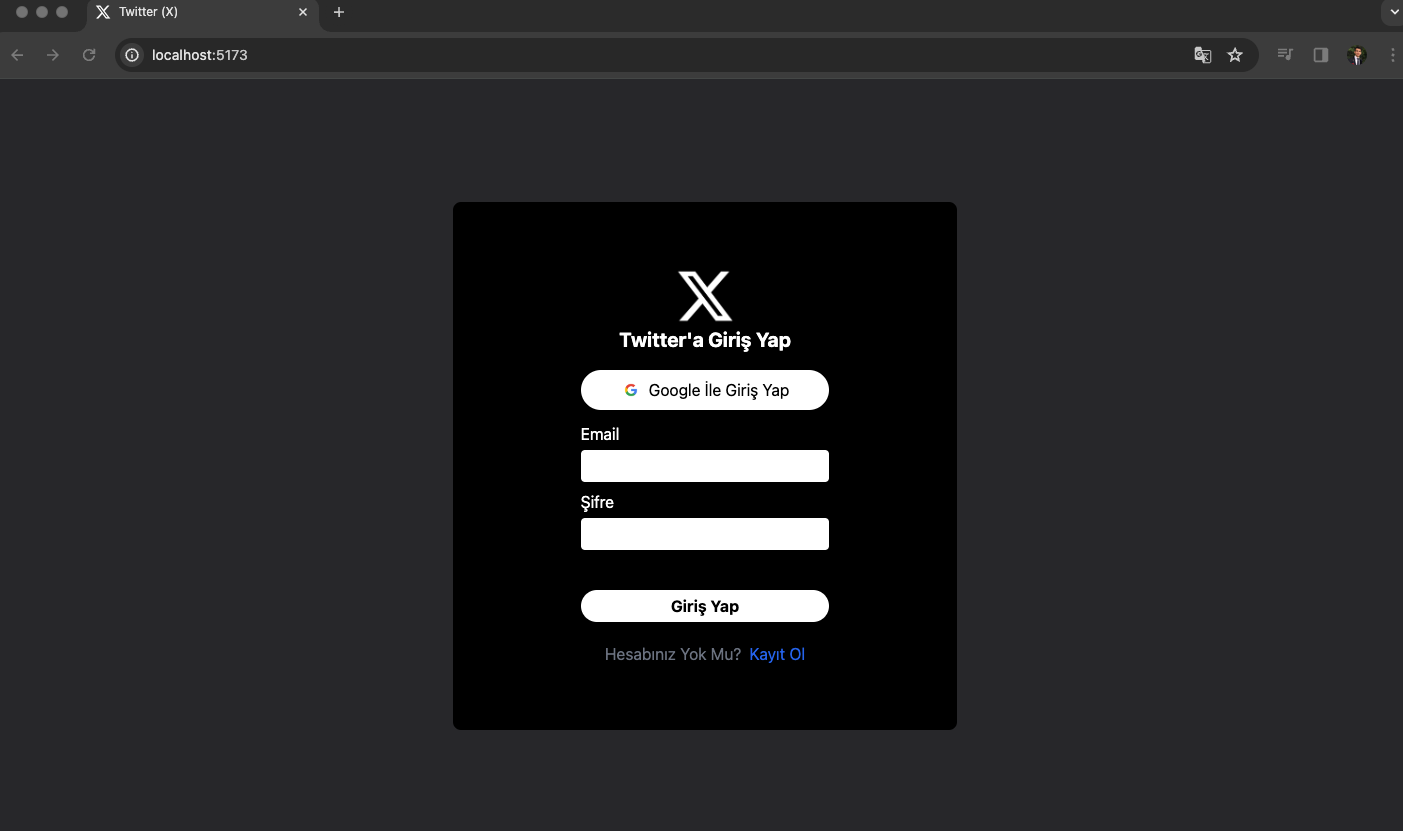 Twitter (X)
localhost:5173
Twitter'a Giriş Yap
Google İle Giriş Yap
Email
Şifre
Giriş Yap
Hesabınız Yok Mu? Kayıt Ol